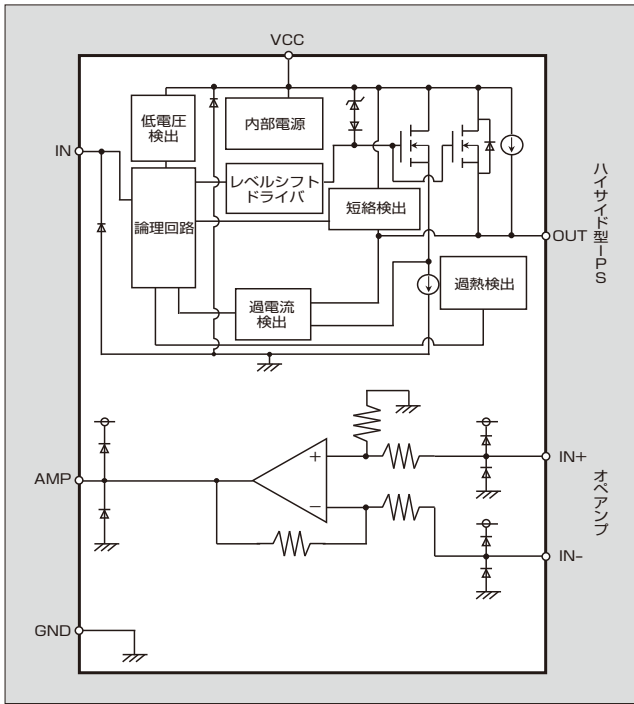 VCC
低電圧
検出
内部電源
IN
レベルシフト
ドライバ
短絡検出
論理回路
OUT
過電流
検出
過熱検出
ハイサイド型IPS
+
IN+
AMP
−
IN−
オペアンプ
GND